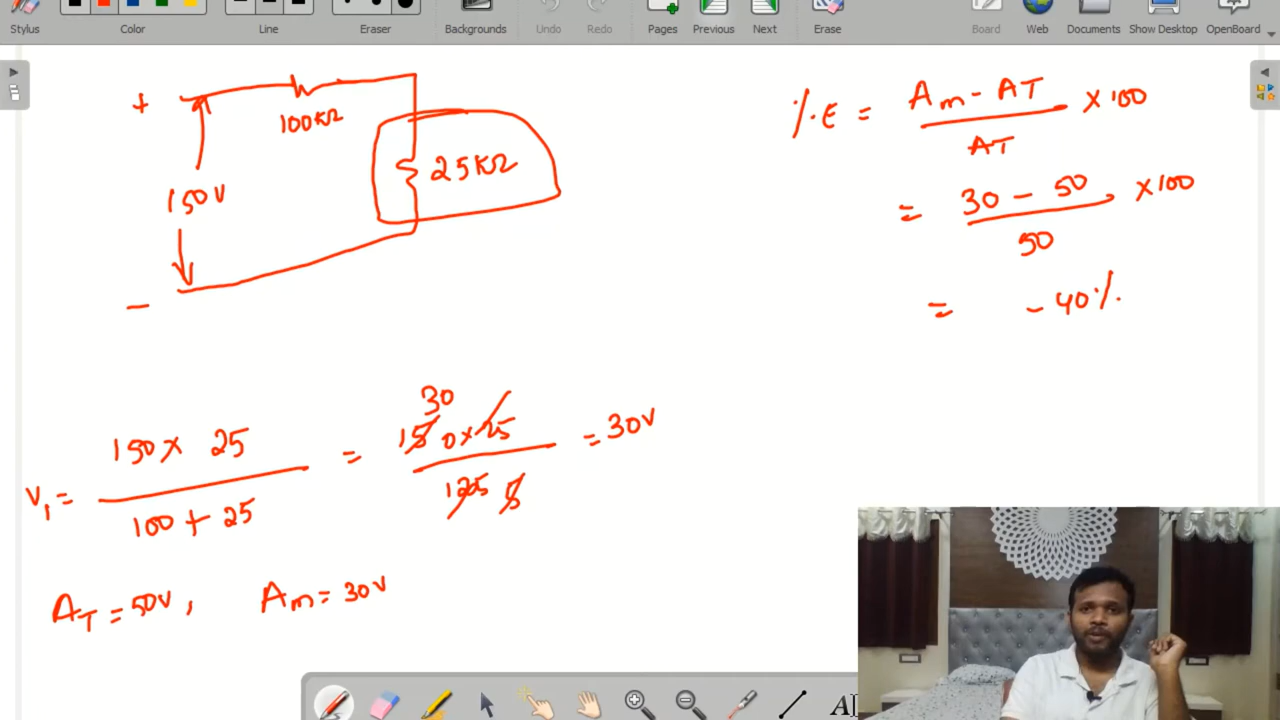 Stylus Color Line Eraser Backgrounds Undo Redo Pages Previous Next Erase Board Web Documents Show Desktop OpenBoard
+
100KΩ
25KΩ
150V
−
%E = Am - AT / AT × 100
= 30 - 50 / 50 × 100
= - 40%
V1 = 150 × 25 / 100 + 25 = 150 × 25 / 125 = 30V
30
5
AT = 50V, Am = 30V
AI